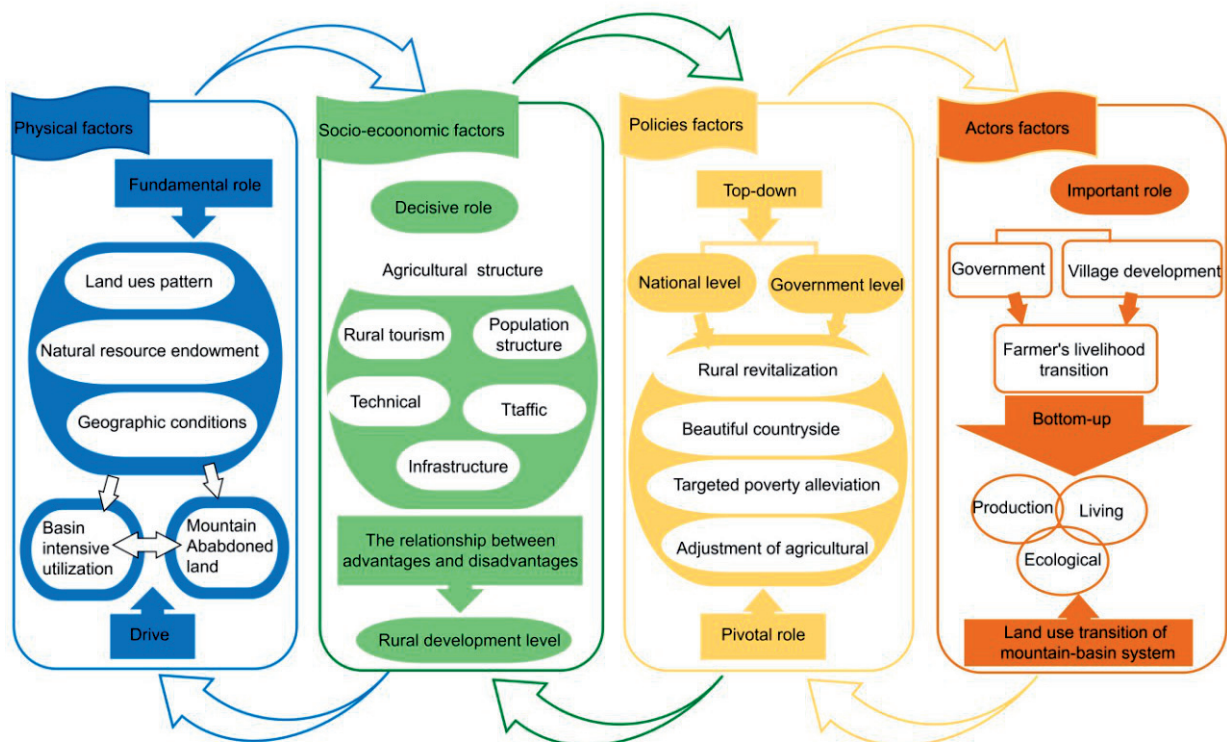 Physical factors
Fundamental role
Land ues pattern
Natural resource endowment
Geographic conditions
Basin
intensive
utilization
Mountain
Ababdoned
land
Drive
Socio-ecoonomic factors
Decisive role
Agricultural structure
Rural tourism
Population
structure
Technical
Ttaffic
Infrastructure
The relationship between
advantages and disadvantages
Rural development level
Policies factors
Top-down
National level
Government level
Rural revitalization
Beautiful countryside
Targeted poverty alleviation
Adjustment of agricultural
Pivotal role
Actors factors
Important role
Government
Village development
Farmer's livelihood
transition
Bottom-up
Production
Living
Ecological
Land use transition of
mountain-basin system